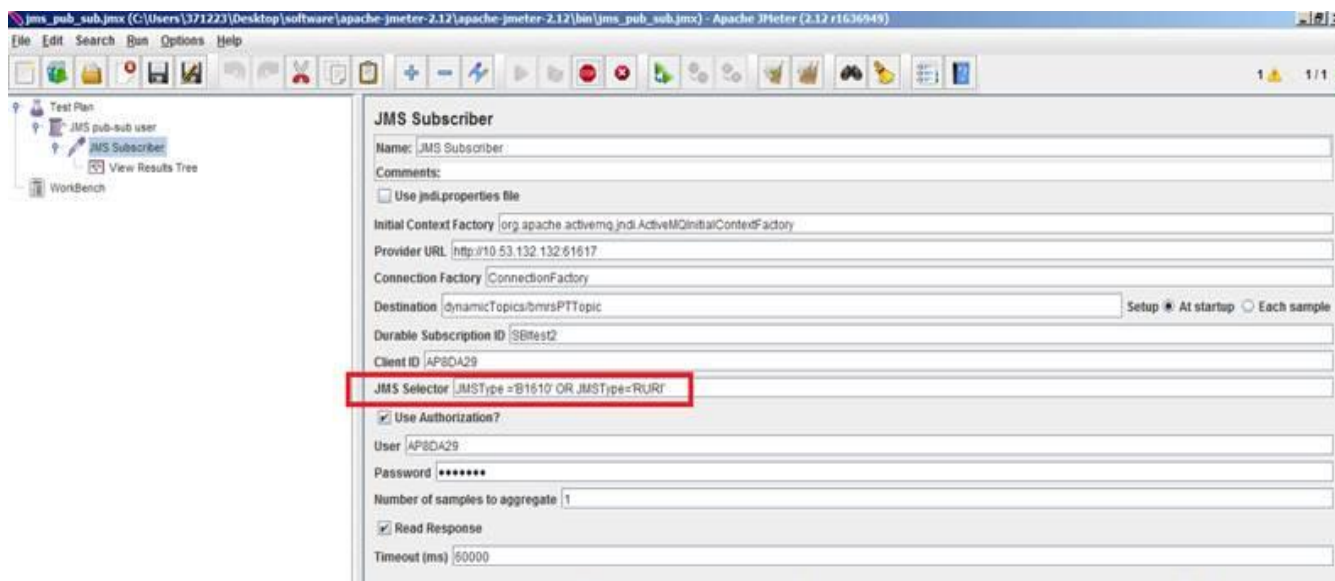 jms_pub_sub.jmx (C:\Users\371223\Desktop\software\apache-jmeter-2.12\apache-jmeter-2.12\bin\jms_pub_sub.jmx) - Apache JMeter (2.12 r1636949)
File Edit Search Run Options Help
1 1/1
Test Plan
JMS pub-sub user
JMS Subscriber
View Results Tree
WorkBench
JMS Subscriber
Name: JMS Subscriber
Comments:
Use jndi.properties file
Initial Context Factory org.apache.activemq.jndi.ActiveMQInitialContextFactory
Provider URL http://10.53.132.132:61617
Connection Factory ConnectionFactory
Destination dynamicTopics/bmrsPTTopic Setup At startup Each sample
Durable Subscription ID SBItest2
Client ID AP8DA29
JMS Selector JMSType ='B1610' OR JMSType='RURI'
Use Authorization?
User AP8DA29
Password •••••••
Number of samples to aggregate 1
Read Response
Timeout (ms) 60000